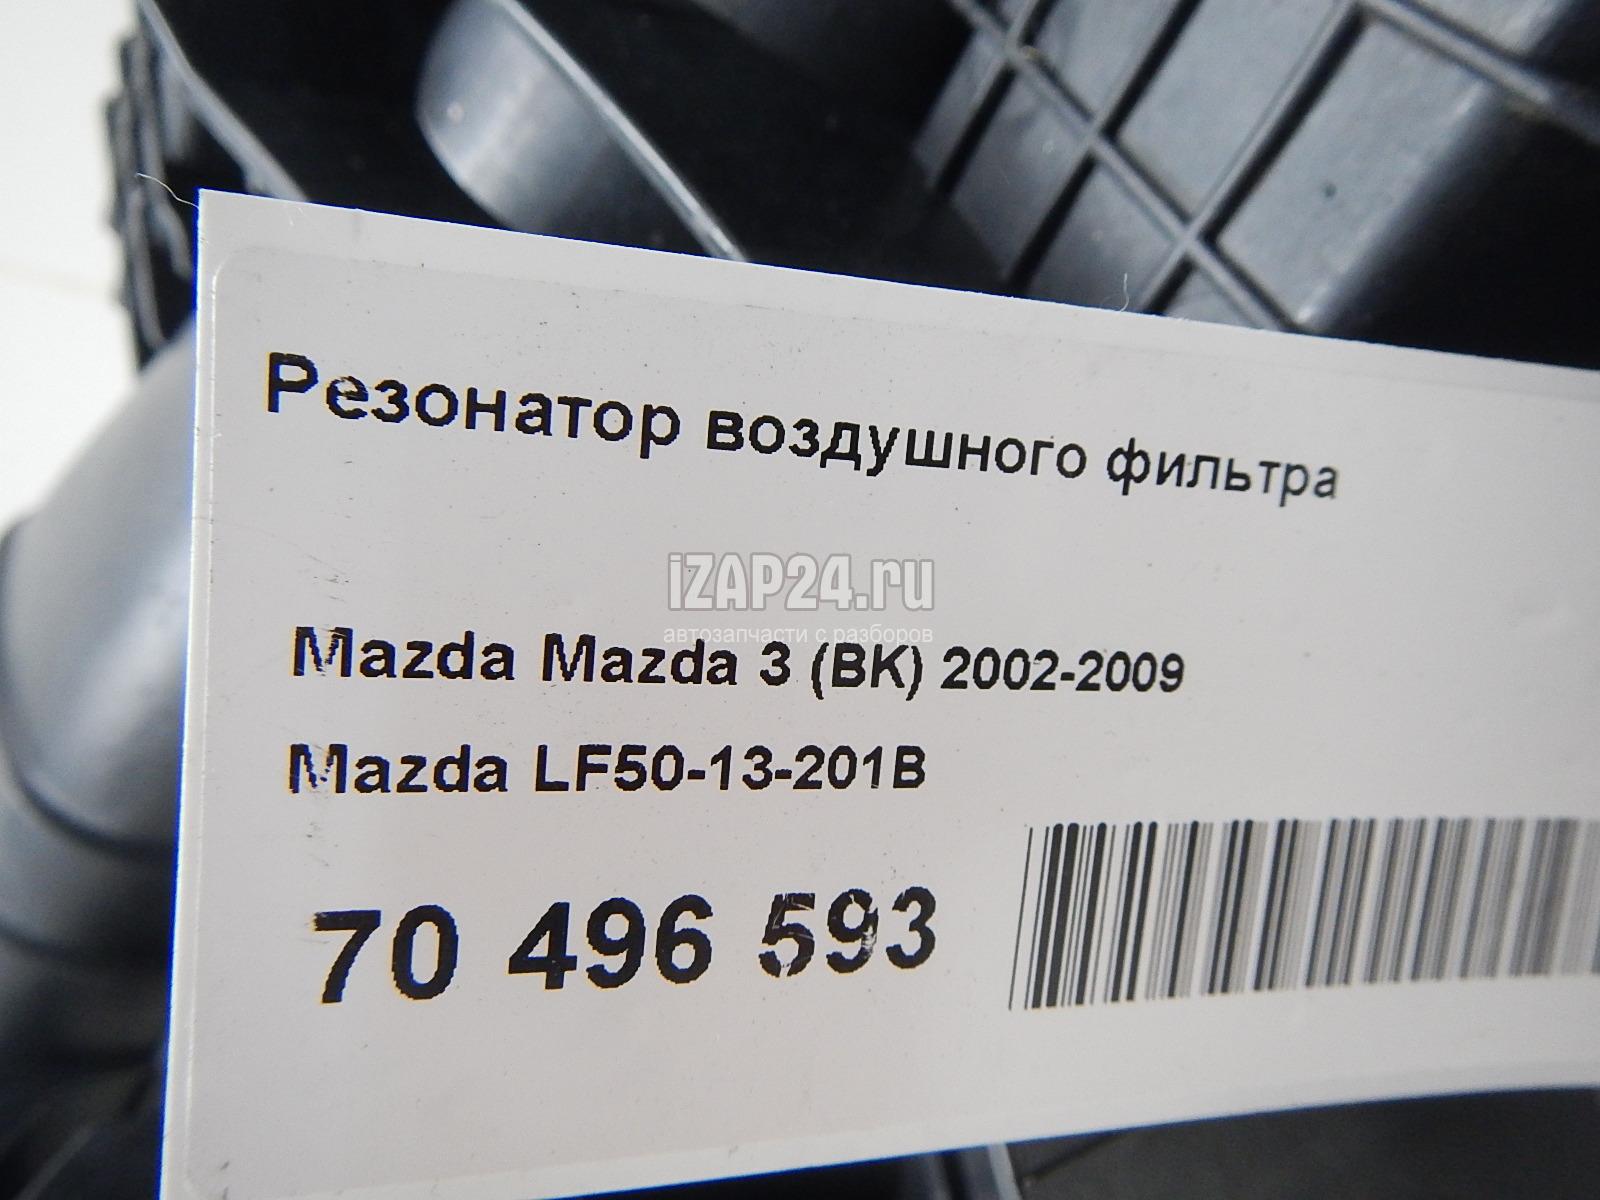 Резонатор воздушного фильтра
iZAP24.ru
автозапчасти с разборов
Mazda Mazda 3 (BK) 2002-2009
Mazda LF50-13-201B
70 496 593